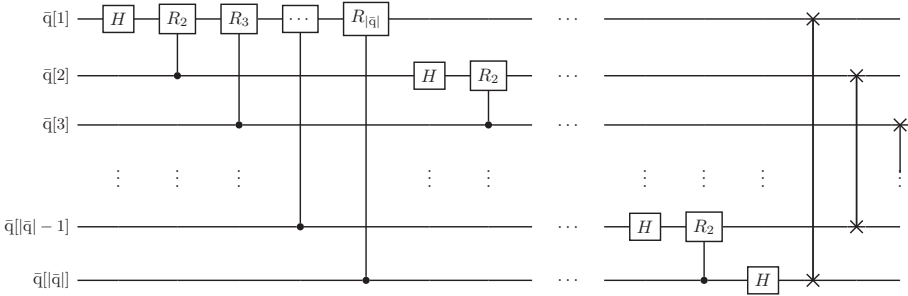 q̄[1] H R₂ R₃ ⋯ R|q̄| ⋯
q̄[2] H R₂ ⋯
q̄[3] ⋯
⋮ ⋮ ⋮ ⋮ ⋮ ⋮ ⋮ ⋮ ⋮
q̄[|q̄| − 1] ⋯ H R₂
q̄[|q̄|] ⋯ H